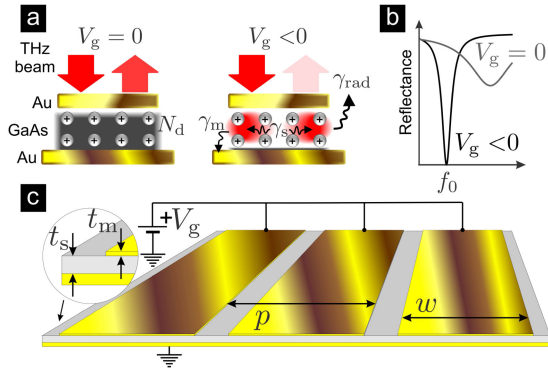 a
THz
beam
V_g = 0
V_g <0
Au
GaAs
Au
N_d
γ_m
γ_s
γ_rad
+ + + +
+ + + +
+ + + +
+ + + +
b
Reflectance
V_g = 0
V_g <0
f_0
c
t_m
t_s
+V_g
p
w